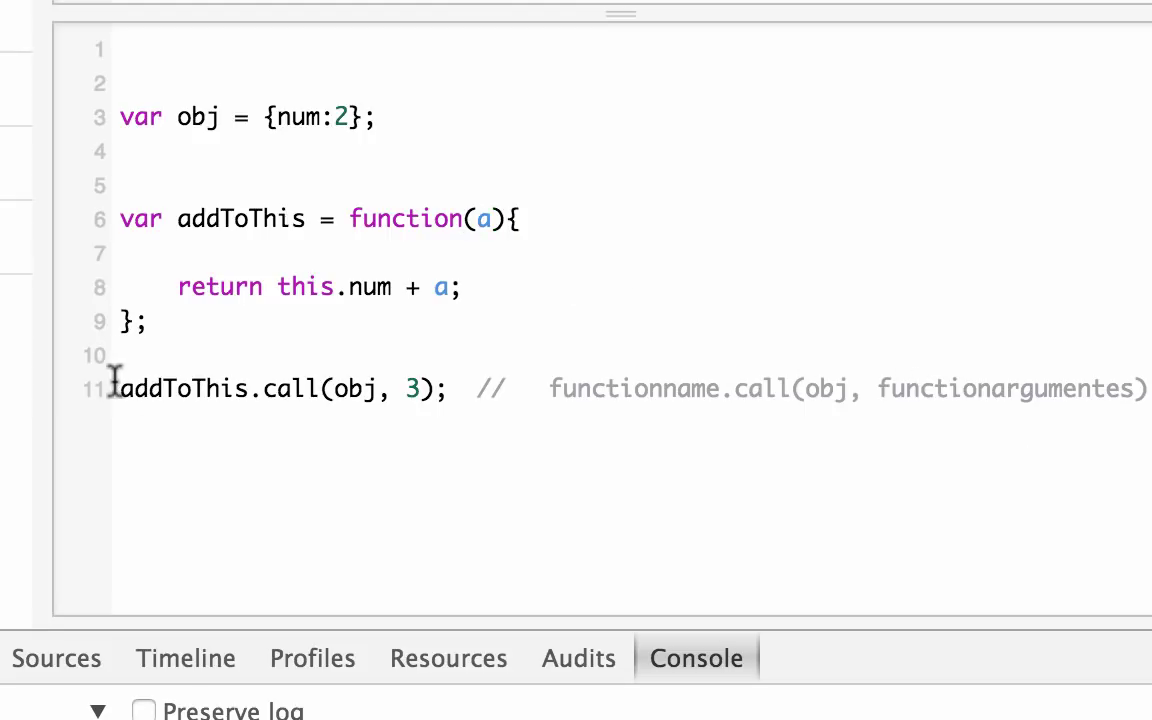 1
2
3 var obj = {num:2};
4
5
6 var addToThis = function(a){
7
8 return this.num + a;
9 };
10
11 addToThis.call(obj, 3); // functionname.call(obj, functionargumentes)
Sources Timeline Profiles Resources Audits Console
▼ Preserve log